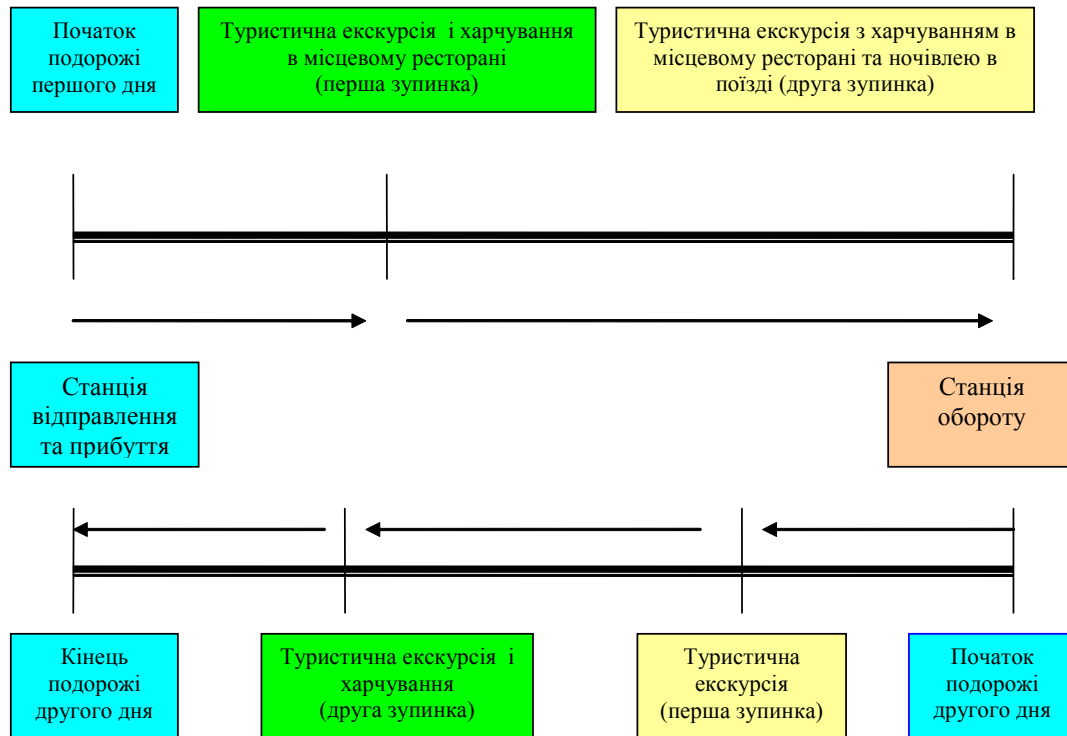 Початок
подорожі
першого дня
Туристична екскурсія і харчування
в місцевому ресторані
(перша зупинка)
Туристична екскурсія з харчуванням в
місцевому ресторані та ночівлею в
поїзді (друга зупинка)
Станція
відправлення
та прибуття
Станція
обороту
Кінець
подорожі
другого дня
Туристична екскурсія і
харчування
(друга зупинка)
Туристична
екскурсія
(перша зупинка)
Початок
подорожі
другого дня